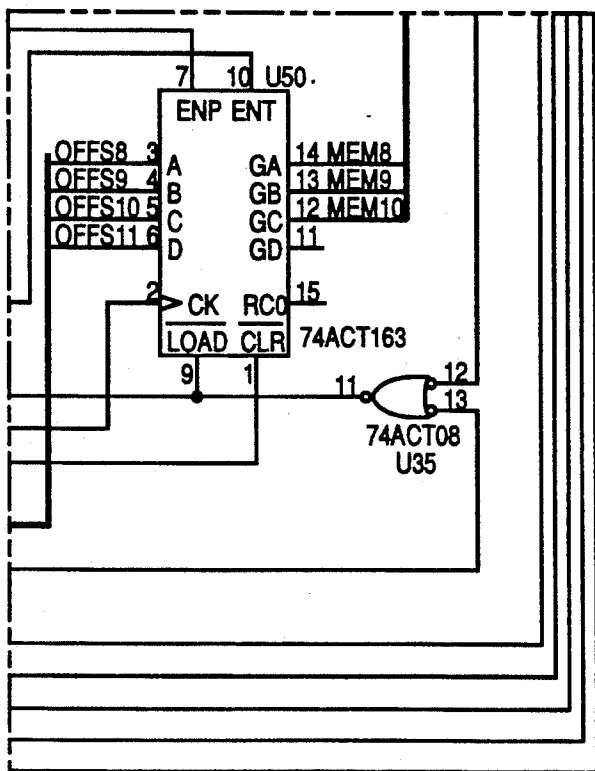 7 10 U50
ENP ENT
OFFS8 3 A GA 14 MEM8
OFFS9 4 B GB 13 MEM9
OFFS10 5 C GC 12 MEM10
OFFS11 6 D GD 11
2 CK RCO 15
LOAD CLR 74ACT163
9 1 11 12
13
74ACT08
U35